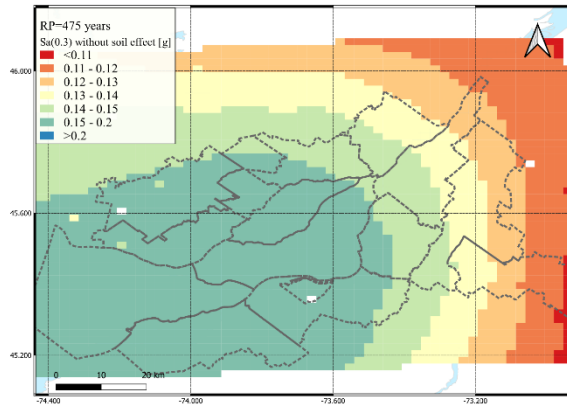 RP=475 years
Sa(0.3) without soil effect [g]
<0.11
0.11 - 0.12
0.12 - 0.13
0.13 - 0.14
0.14 - 0.15
0.15 - 0.2
>0.2
46.000
45.600
45.200
0 10 20 km
-74.400 -74.000 -73.600 -73.200